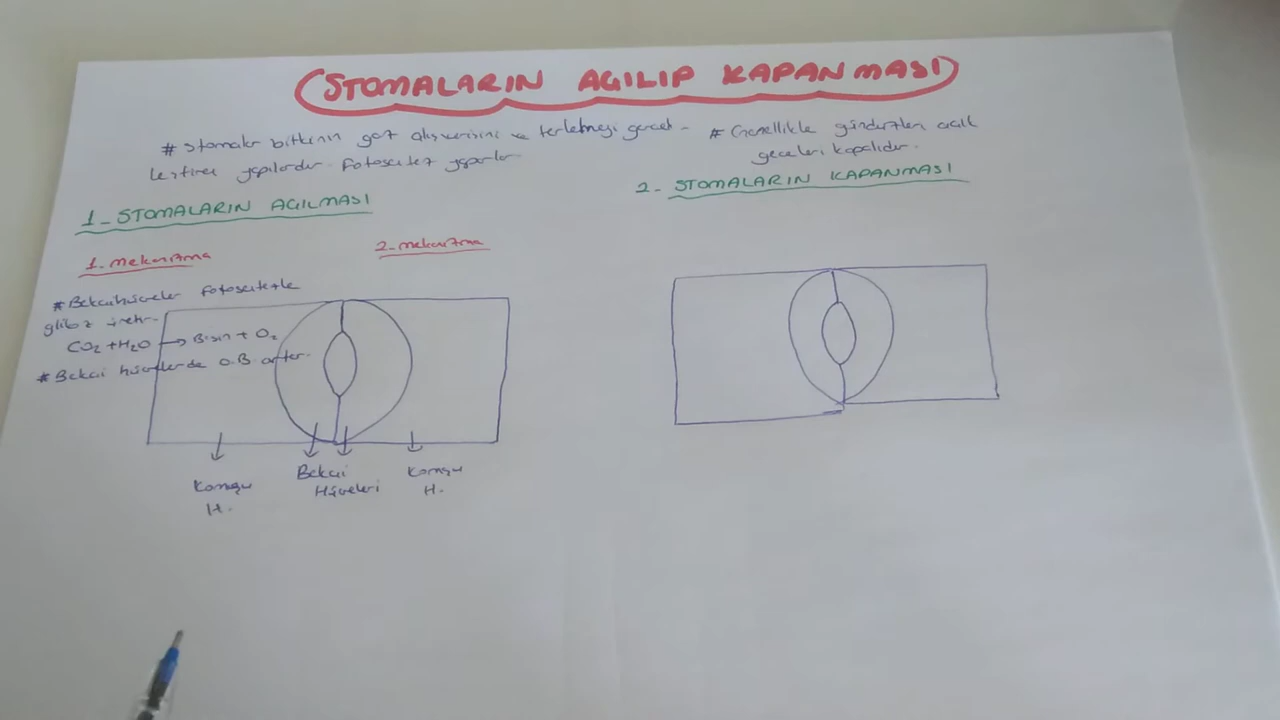 STOMALARIN AÇILIP KAPANMASI
# Stomalar bitkinin gaz alışverişini ve terlemeyi gerçek-
leştiren yapılardır. Fotosentez yaparlar.
# Genellikle gündüzleri açık
geceleri kapalıdır.
1- STOMALARIN AÇILMASI
1. mekanizma
2- mekanizma
# Bekçi hücreler fotosentezle
glikoz üretir.
CO2 + H2O → Besin + O2
# Bekçi hücrelerde O.B. artar.
Komşu
H.
Bekçi
Hücreleri
Komşu
H.
2- STOMALARIN KAPANMASI